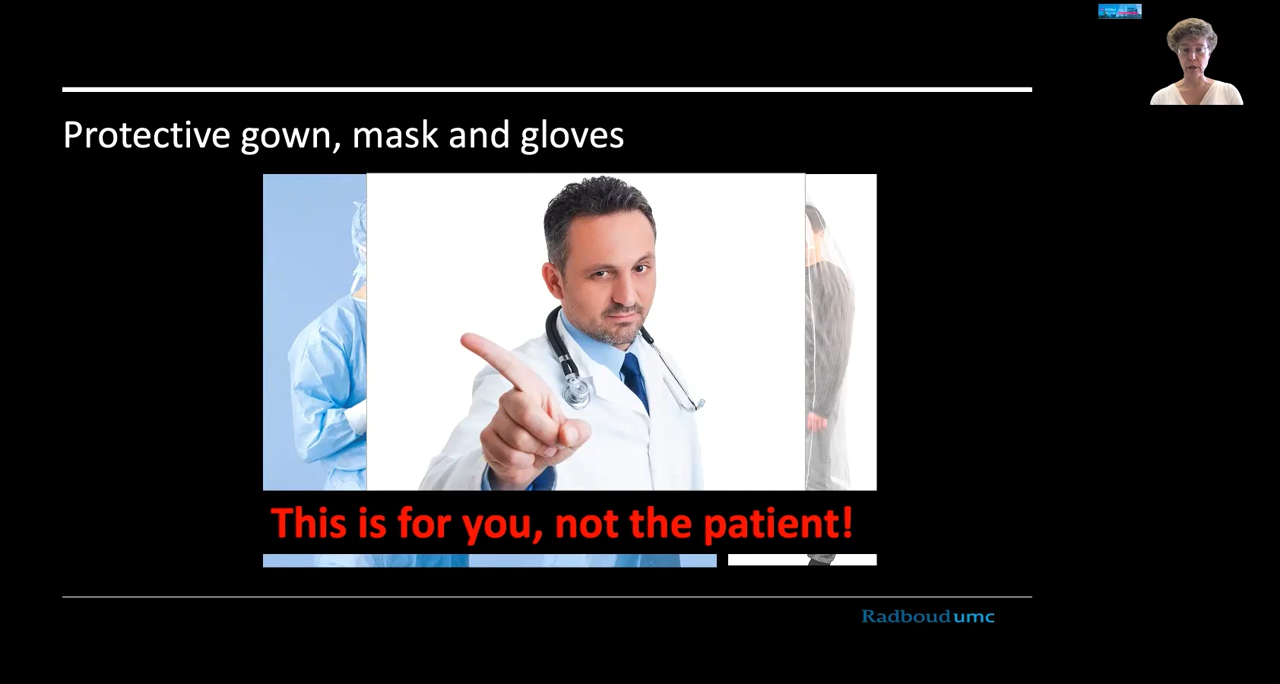 Protective gown, mask and gloves
This is for you, not the patient!
Radboudumc